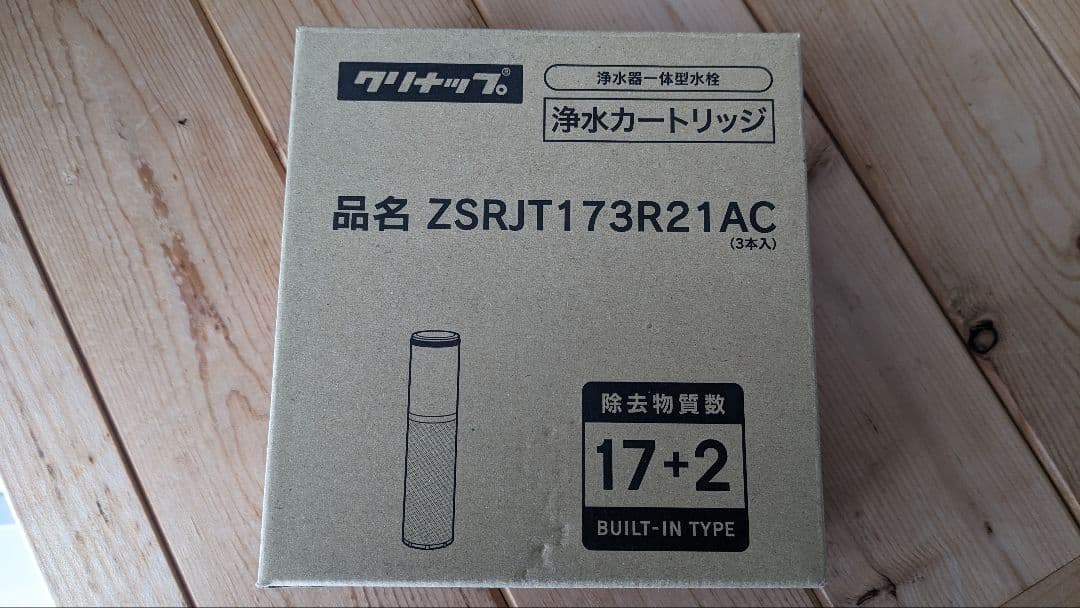 クリナップ®
浄水器一体型水栓
浄水カートリッジ
品名 ZSRJT173R21AC
(3本入)
除去物質数
17+2
BUILT-IN TYPE